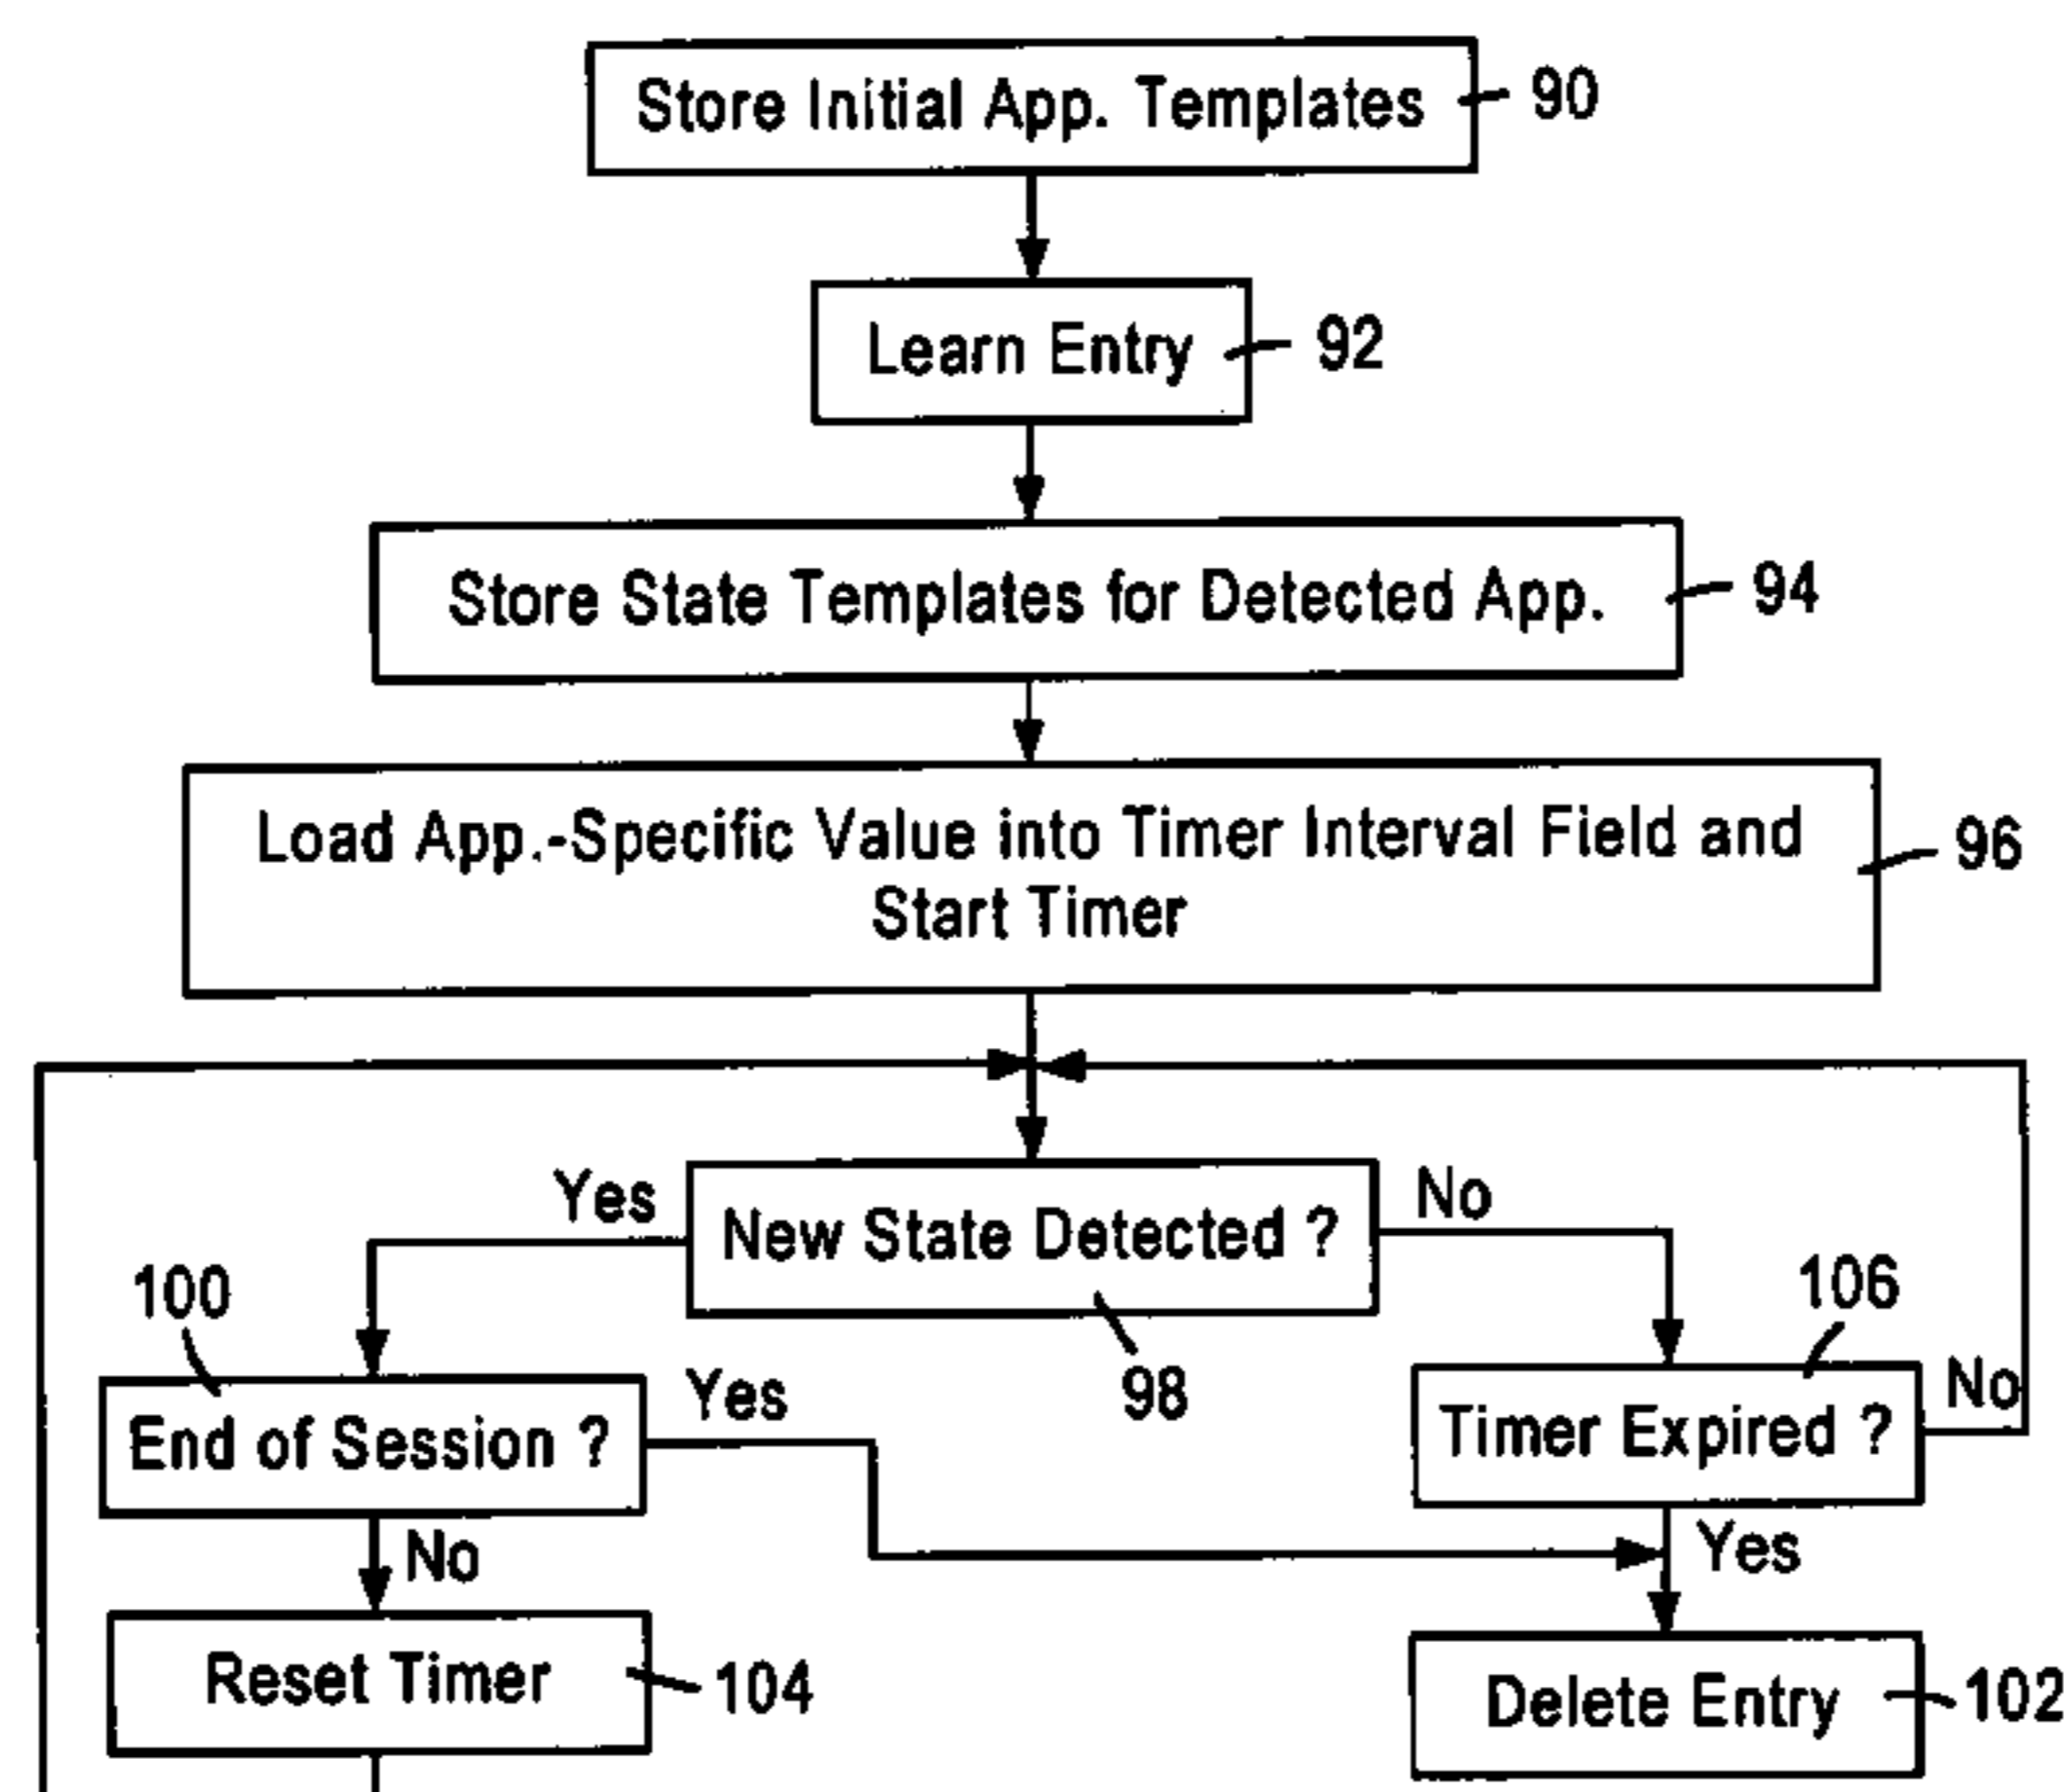 Store Initial App. Templates
90
Learn Entry
92
Store State Templates for Detected App.
94
Load App.-Specific Value into Timer Interval Field and
Start Timer
96
Yes
New State Detected ?
No
100
98
106
End of Session ?
Yes
Timer Expired ?
No
No
Yes
Reset Timer
104
Delete Entry
102